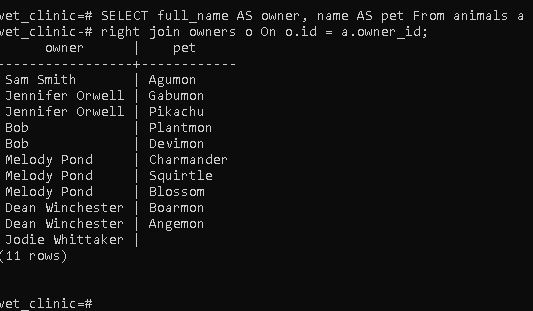 vet_clinic=# SELECT full_name AS owner, name AS pet From animals a
vet_clinic-# right join owners o On o.id = a.owner_id;
      owner      |    pet
-----------------+------------
 Sam Smith       | Agumon
 Jennifer Orwell | Gabumon
 Jennifer Orwell | Pikachu
 Bob             | Plantmon
 Bob             | Devimon
 Melody Pond     | Charmander
 Melody Pond     | Squirtle
 Melody Pond     | Blossom
 Dean Winchester | Boarmon
 Dean Winchester | Angemon
 Jodie Whittaker |
(11 rows)
vet_clinic=#